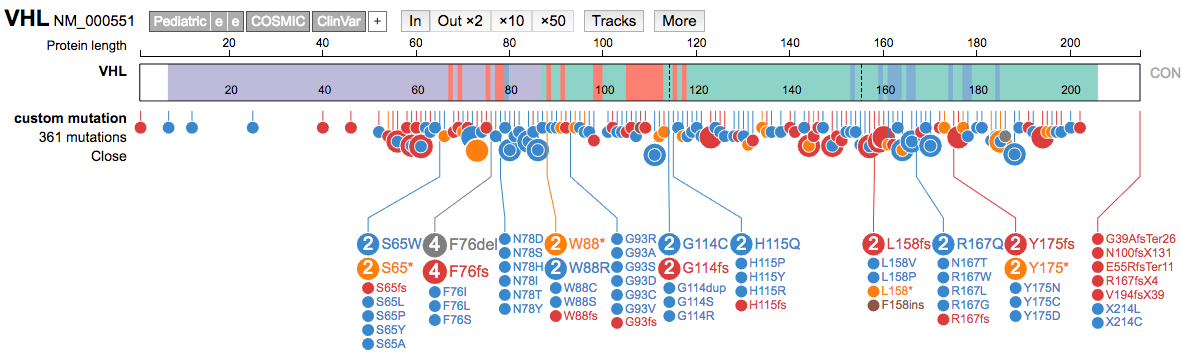 VHL NM_000551 Pediatric e e COSMIC ClinVar + In Out ×2 ×10 ×50 Tracks More
Protein length 20 40 60 80 100 120 140 160 180 200
VHL 20 40 60 80 100 120 140 160 180 200 CON
custom mutation
361 mutations
Close
2 S65W 4 F76del N78D 2 W88* G93R 2 G114C 2 H115Q 2 L158fs 2 R167Q 2 Y175fs G39AfsTer26
N78S G93A N100fsX131
2 S65* 4 F76fs N78H 2 W88R G93S 2 G114fs H115P L158V N167T 2 Y175* E55RfsTer11
S65fs F76I N78I W88C G93D G114dup H115Y L158P R167W Y175N R167fsX4
S65L F76L N78T W88S G93C G114S H115R L158* R167L Y175C V194fsX39
S65P F76S N78Y W88fs G93V G114R H115fs F158ins R167G Y175D X214L
S65Y G93fs R167fs X214C
S65A